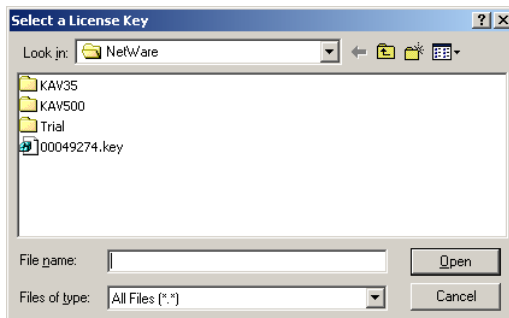 Select a License Key
Look in: NetWare
KAV35
KAV500
Trial
00049274.key
File name: Open
Files of type: All Files (*.*) Cancel